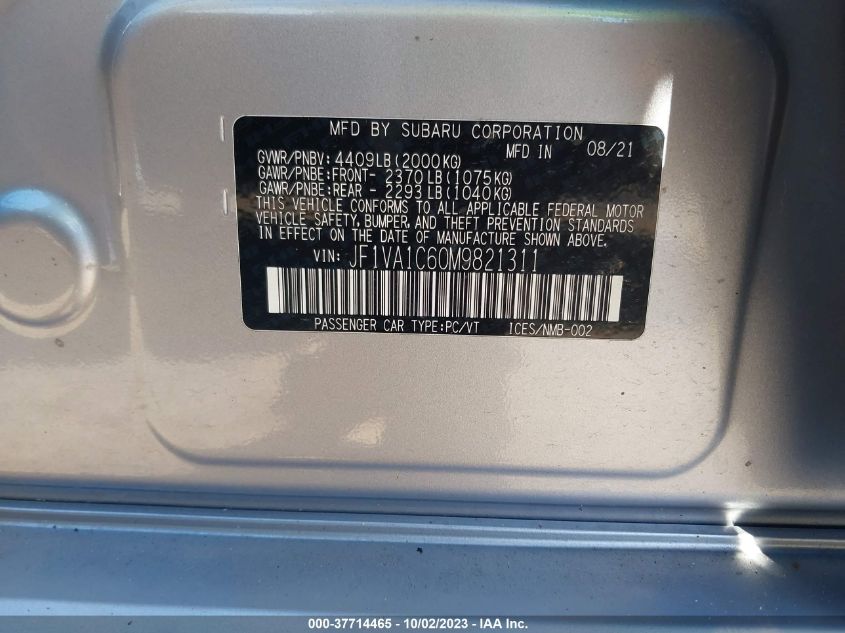 MFD BY SUBARU CORPORATION
GVWR/PNBV: 4409LB(2000KG) MFD IN 08/21
GAWR/PNBE:FRONT- 2370LB(1075KG)
GAWR/PNBE:REAR - 2293LB(1040KG)
THIS VEHICLE CONFORMS TO ALL APPLICABLE FEDERAL MOTOR
VEHICLE SAFETY, BUMPER, AND THEFT PREVENTION STANDARDS
IN EFFECT ON THE DATE OF MANUFACTURE SHOWN ABOVE.
VIN: JF1VA1C60M9821311
PASSENGER CAR TYPE:PC/VT ICES/NMB-002
000-37714465 - 10/02/2023 - IAA Inc.